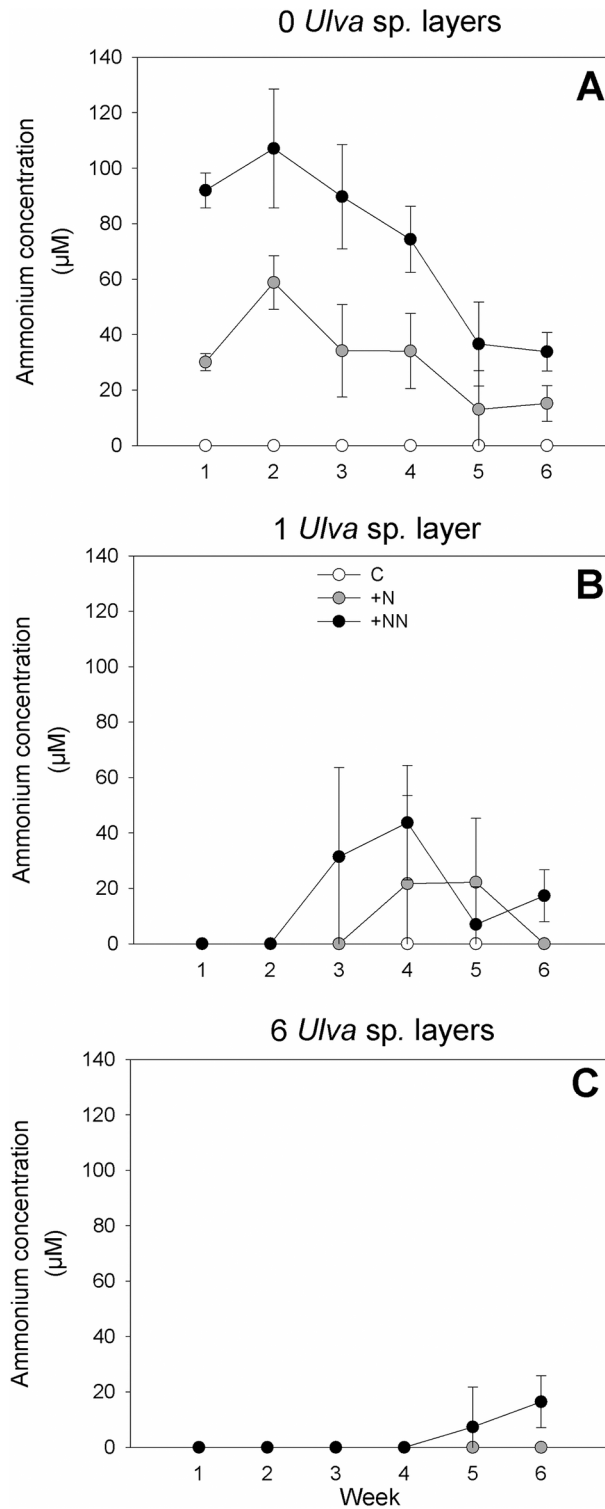 0 Ulva sp. layers
A
Ammonium concentration
(µM)
140
120
100
80
60
40
20
0
1 2 3 4 5 6
1 Ulva sp. layer
B
C
+N
+NN
Ammonium concentration
(µM)
140
120
100
80
60
40
20
0
1 2 3 4 5 6
6 Ulva sp. layers
C
Ammonium concentration
(µM)
140
120
100
80
60
40
20
0
1 2 3 4 5 6
Week